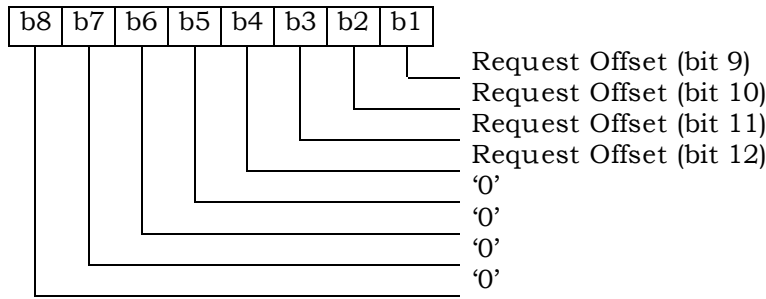 b8 b7 b6 b5 b4 b3 b2 b1
Request Offset (bit 9)
Request Offset (bit 10)
Request Offset (bit 11)
Request Offset (bit 12)
‘0’
‘0’
‘0’
‘0’